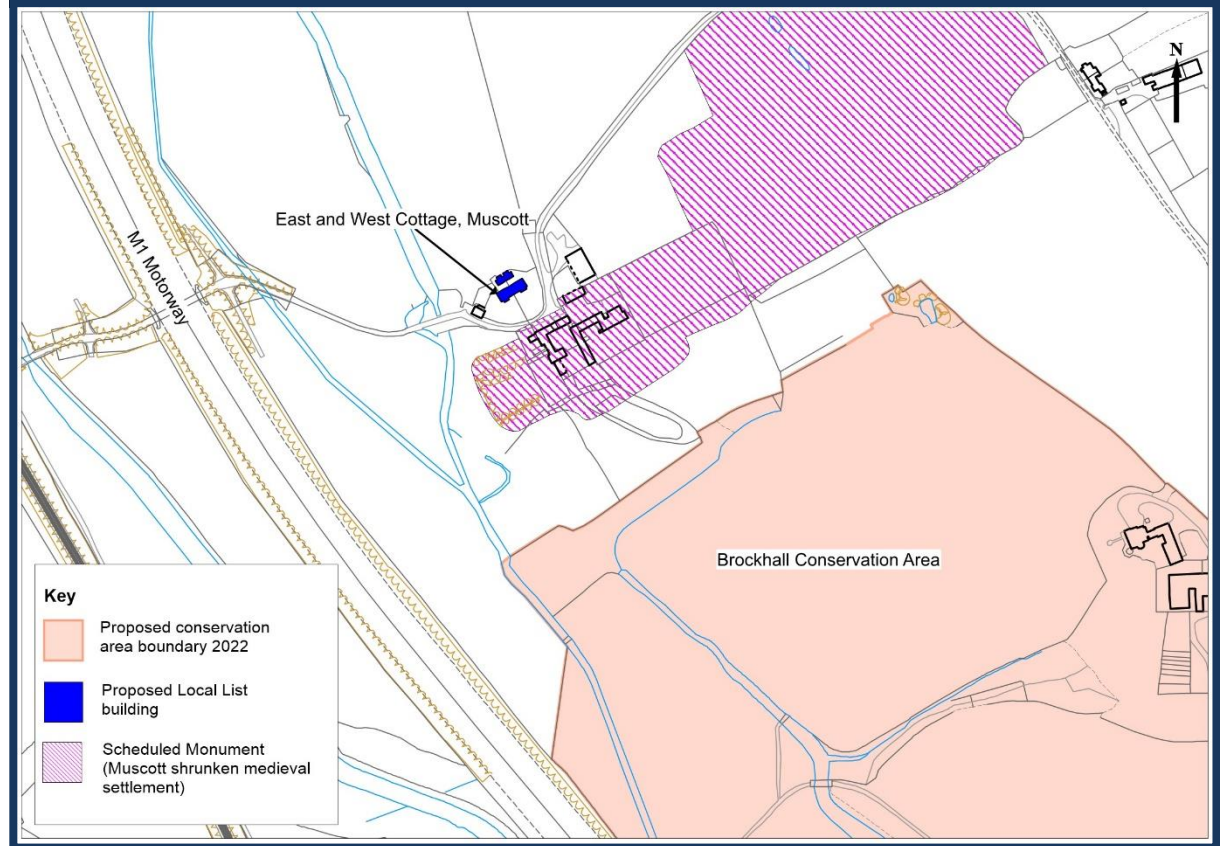 N
East and West Cottage, Muscott
M1 Motorway
Brockhall Conservation Area
Key
Proposed conservation
area boundary 2022
Proposed Local List
building
Scheduled Monument
(Muscott shrunken medieval
settlement)